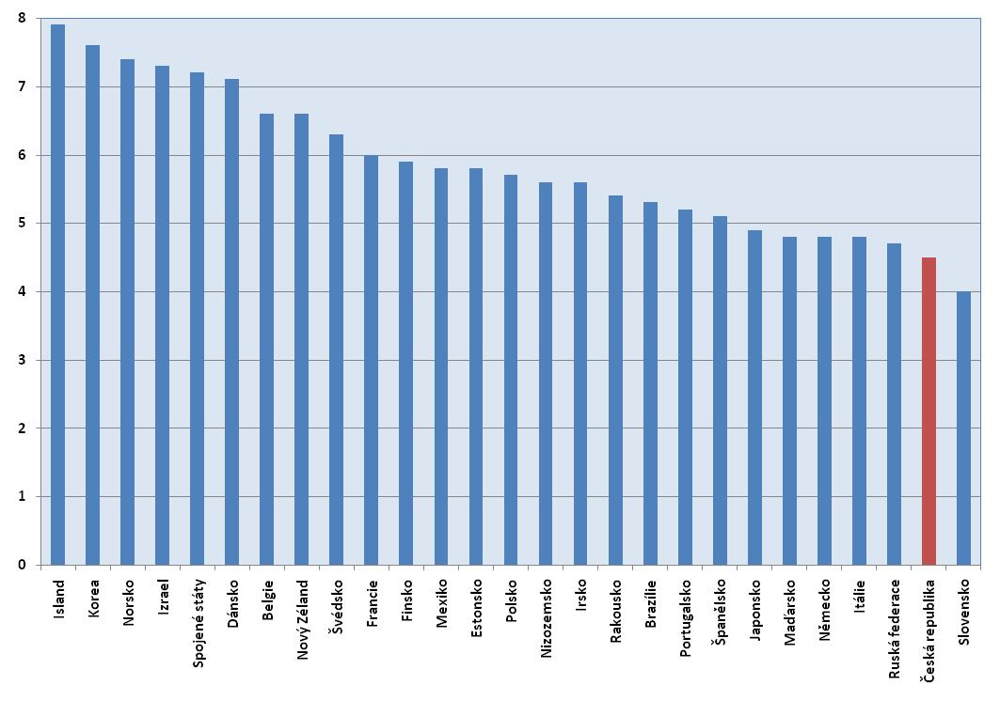 8
7
6
5
4
3
2
1
0
Island
Korea
Norsko
Izrael
Spojené státy
Dánsko
Belgie
Nový Zéland
Švédsko
Francie
Finsko
Mexiko
Estonsko
Polsko
Nizozemsko
Irsko
Rakousko
Brazílie
Portugalsko
Španělsko
Japonsko
Maďarsko
Německo
Itálie
Ruská federace
Česká republika
Slovensko